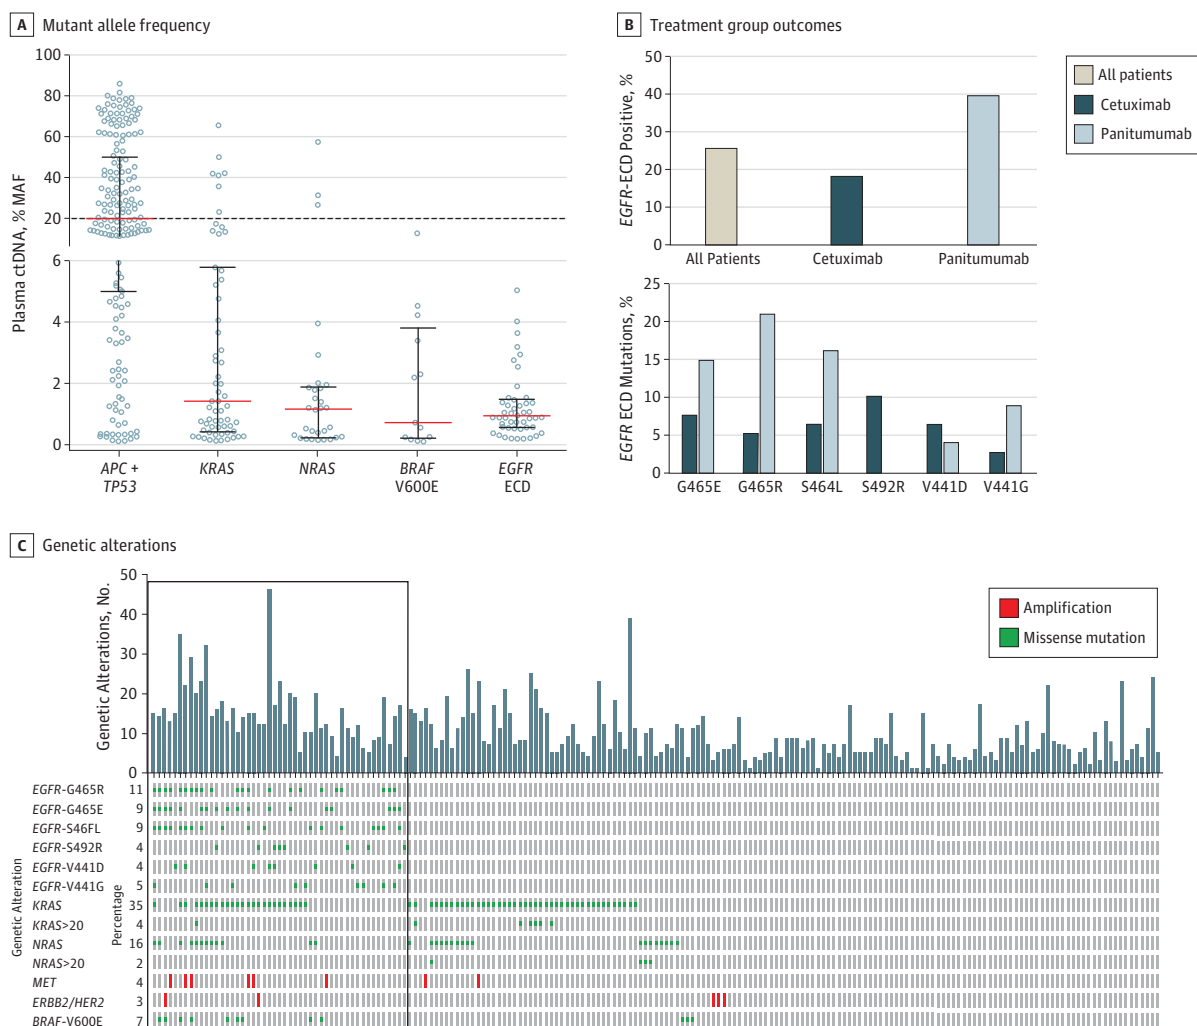 A Mutant allele frequency
Plasma ctDNA, % MAF
100
80
60
40
20
6
4
2
0
APC +
TP53
KRAS
NRAS
BRAF
V600E
EGFR
ECD
B Treatment group outcomes
EGFR-ECD Positive, %
50
40
30
20
10
0
All Patients Cetuximab Panitumumab
All patients
Cetuximab
Panitumumab
EGFR ECD Mutations, %
25
20
15
10
5
0
G465E G465R S464L S492R V441D V441G
C Genetic alterations
Genetic Alterations, No.
50
40
30
20
10
0
Amplification
Missense mutation
Genetic Alteration
Percentage
EGFR-G465R 11
EGFR-G465E 9
EGFR-S46FL 9
EGFR-S492R 4
EGFR-V441D 4
EGFR-V441G 5
KRAS 35
KRAS>20 4
NRAS 16
NRAS>20 2
MET 4
ERBB2/HER2 3
BRAF-V600E 7